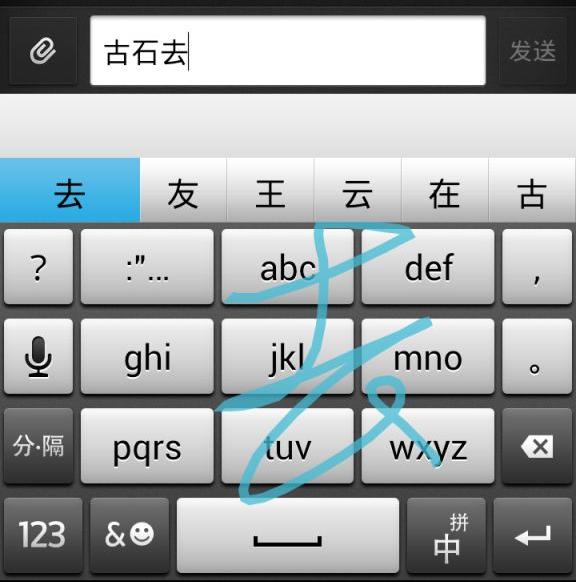 古石去 发送
去 友 王 云 在 古
? :"... abc def ,
ghi jkl mno 。
分·隔 pqrs tuv wxyz
123 &☺ 拼中
去